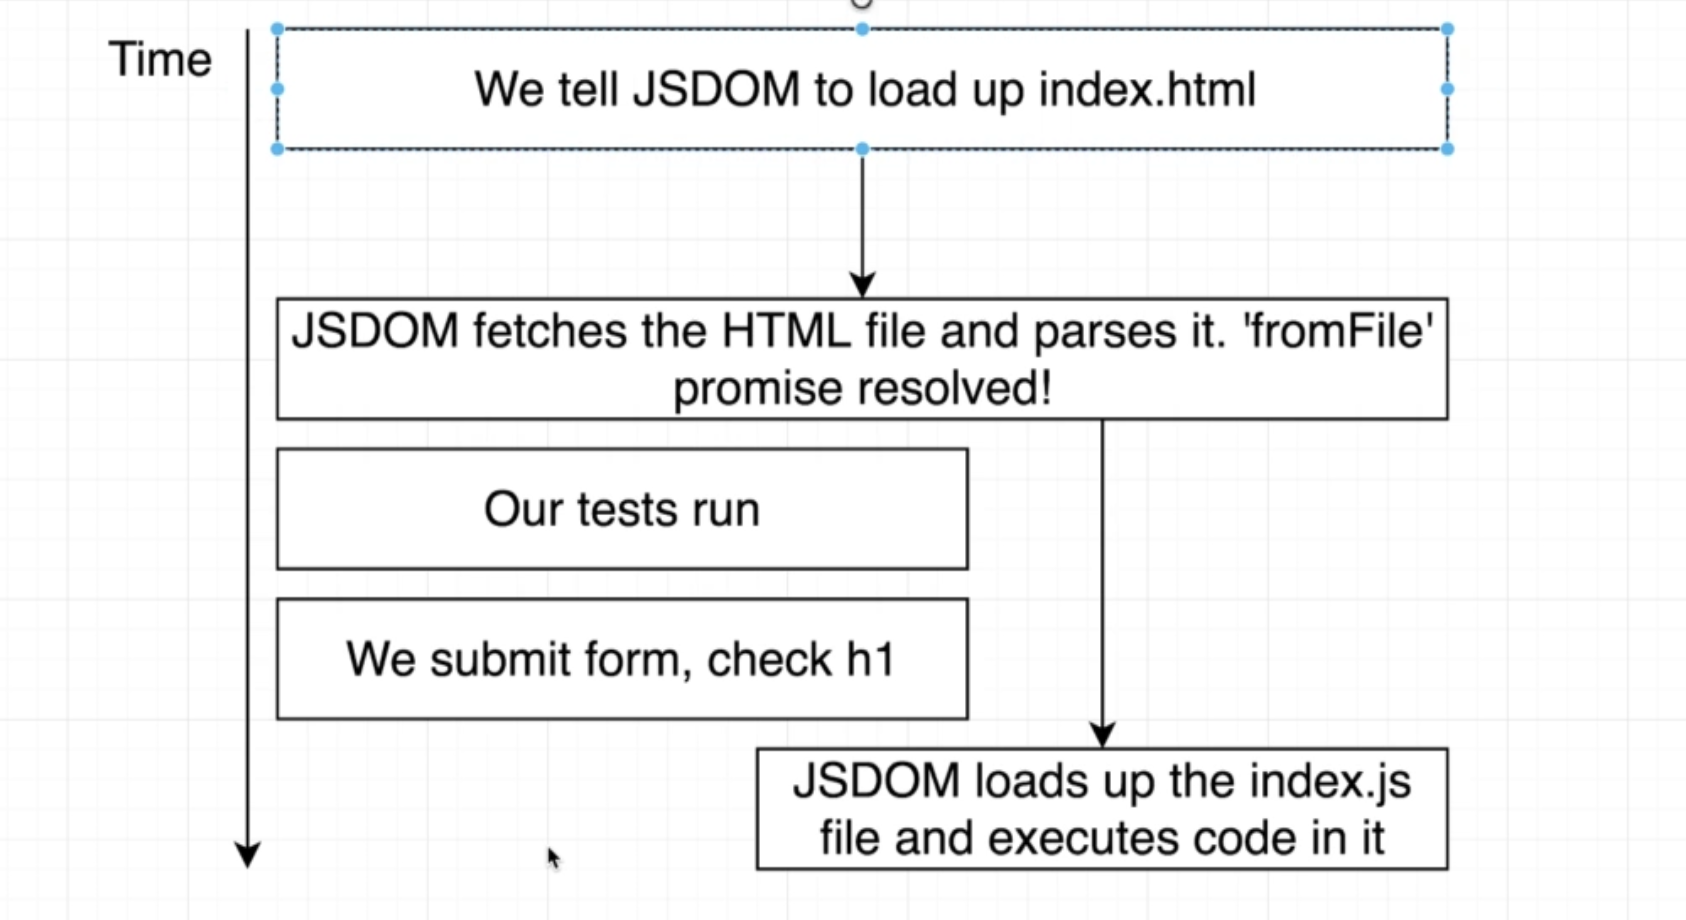 Time
We tell JSDOM to load up index.html
JSDOM fetches the HTML file and parses it. 'fromFile'
promise resolved!
Our tests run
We submit form, check h1
JSDOM loads up the index.js
file and executes code in it